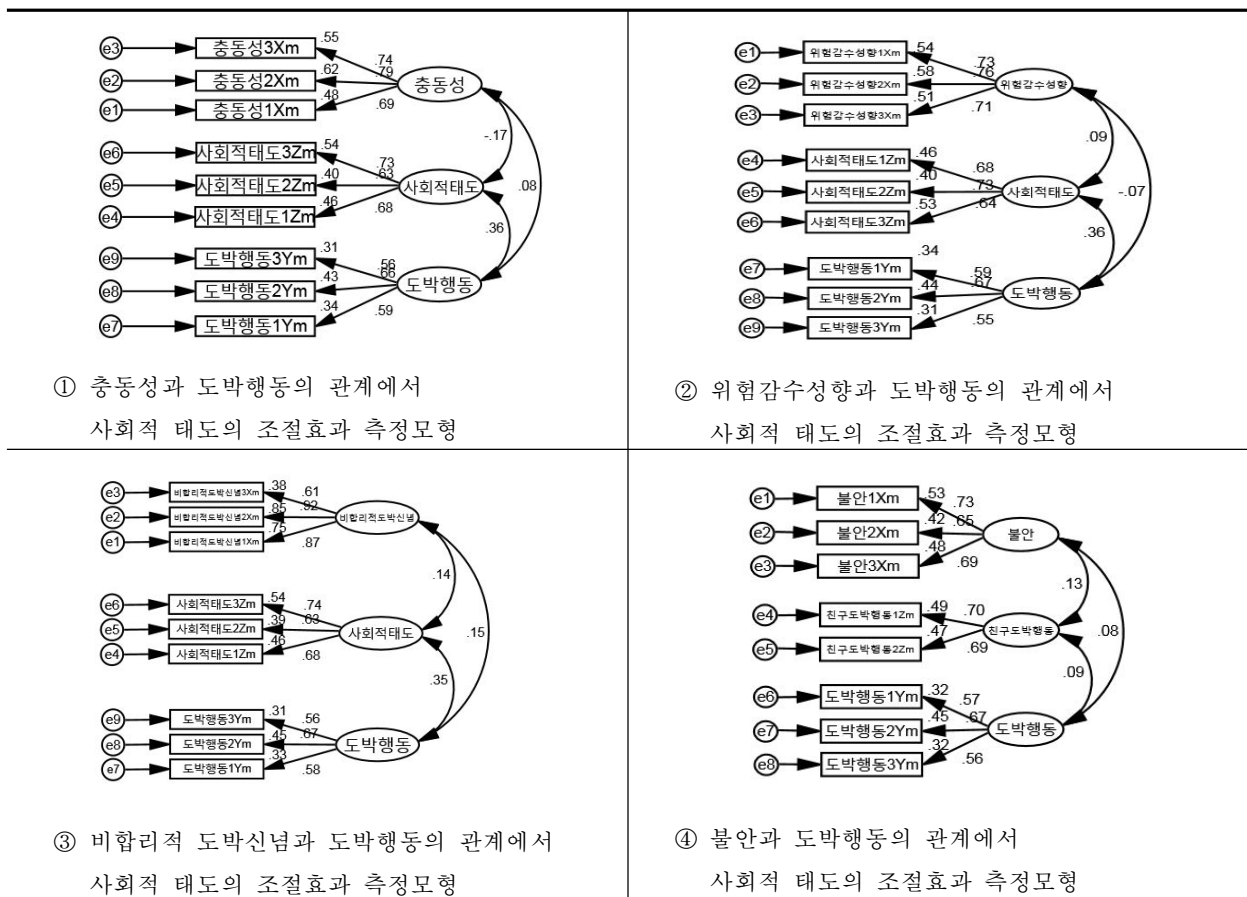 e3 충동성3Xm .55
.74
e2 충동성2Xm .62 .79 충동성
e1 충동성1Xm .48 .69
-.17
e6 사회적태도3Zm .54 .73
e5 사회적태도2Zm .40 .63 사회적태도 .08
e4 사회적태도1Zm .46 .68
.36
e9 도박행동3Ym .31 .56
e8 도박행동2Ym .43 .66 도박행동
e7 도박행동1Ym .34 .59
① 충동성과 도박행동의 관계에서
사회적 태도의 조절효과 측정모형
e1 위험감수성향1Xm .54 .73
e2 위험감수성향2Xm .58 .76 위험감수성향
e3 위험감수성향3Xm .51 .71
.09
e4 사회적태도1Zm .46 .68
e5 사회적태도2Zm .40 .73 사회적태도 -.07
e6 사회적태도3Zm .53 .64
.36
e7 도박행동1Ym .34 .59
e8 도박행동2Ym .44 .67 도박행동
e9 도박행동3Ym .31 .55
② 위험감수성향과 도박행동의 관계에서
사회적 태도의 조절효과 측정모형
e3 비합리적도박신념3Xm .38 .61
e2 비합리적도박신념2Xm .85 .92 비합리적도박신념
e1 비합리적도박신념1Xm .75 .87
.14
e6 사회적태도3Zm .54 .74
e5 사회적태도2Zm .39 .63 사회적태도 .15
e4 사회적태도1Zm .46 .68
.35
e9 도박행동3Ym .31 .56
e8 도박행동2Ym .45 .67 도박행동
e7 도박행동1Ym .33 .58
③ 비합리적 도박신념과 도박행동의 관계에서
사회적 태도의 조절효과 측정모형
e1 불안1Xm .53 .73
e2 불안2Xm .42 .65 불안
e3 불안3Xm .48 .69
.13
e4 친구도박행동1Zm .49 .70
친구도박행동 .08
e5 친구도박행동2Zm .47 .69
.09
e6 도박행동1Ym .32 .57
e7 도박행동2Ym .45 .67 도박행동
e8 도박행동3Ym .32 .56
④ 불안과 도박행동의 관계에서
사회적 태도의 조절효과 측정모형